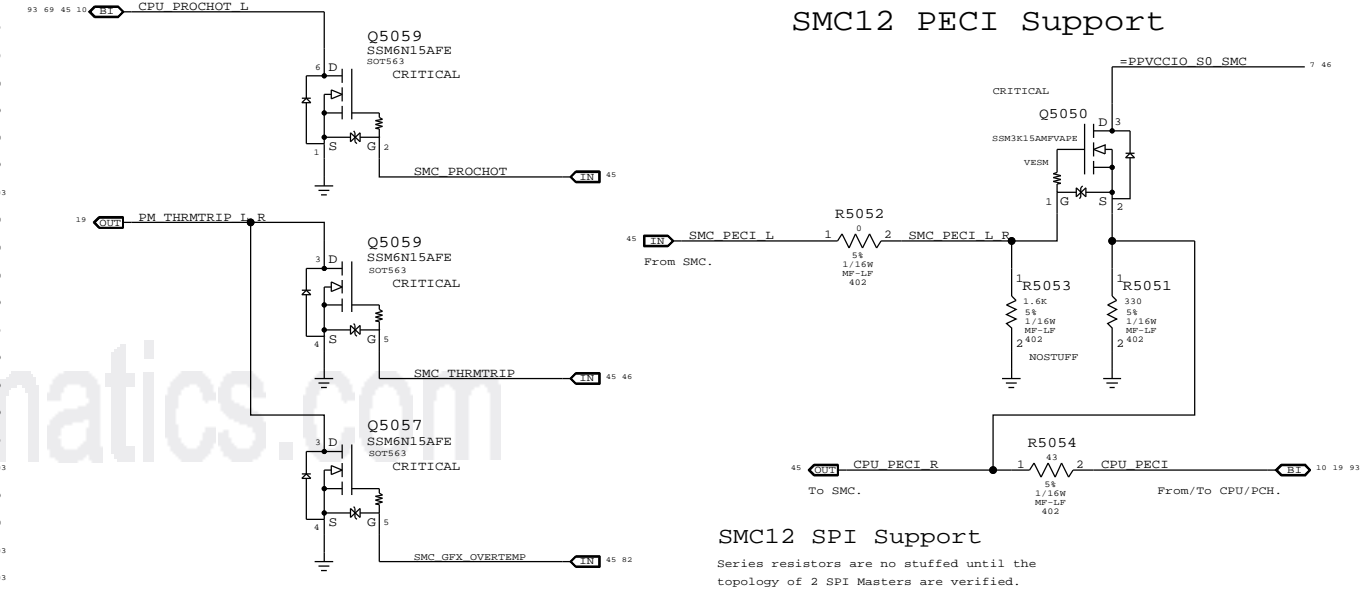 93 69 45 10 BI CPU_PROCHOT_L
Q5059
SSM6N15AFE
SOT563
CRITICAL
6 D
1 S G 2
SMC_PROCHOT IN 45
19 OUT PM_THRMTRIP_L_R
Q5059
SSM6N15AFE
SOT563
CRITICAL
3 D
4 S G 5
SMC_THRMTRIP IN 45 46
Q5057
SSM6N15AFE
SOT563
CRITICAL
3 D
4 S G 5
SMC_GFX_OVERTEMP IN 45 82
matics.com
SMC12 PECI Support
=PPVCCIO_S0_SMC 7 46
CRITICAL
Q5050
D 3
SSM3K15AMFVAPE
VESM
1 G S 2
R5052
45 IN SMC_PECI_L 1 0 2 SMC_PECI_L_R
From SMC.
5%
1/16W
MF-LF
402
1
R5053
1.6K
5%
1/16W
MF-LF
402
2
NOSTUFF
1
R5051
330
5%
1/16W
MF-LF
402
2
R5054
45 OUT CPU_PECI_R 1 43 2 CPU_PECI BI 10 19 93
To SMC.
5%
1/16W
MF-LF
402
From/To CPU/PCH.
SMC12 SPI Support
Series resistors are no stuffed until the
topology of 2 SPI Masters are verified.